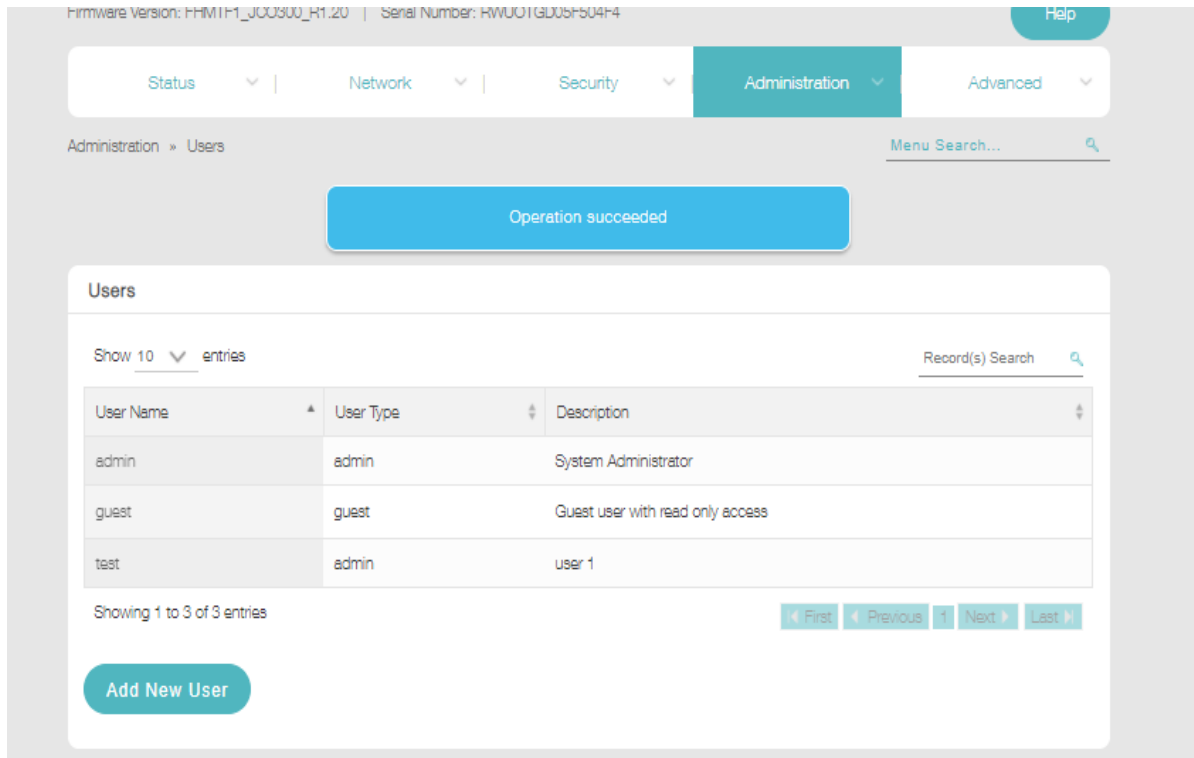 Firmware Version: FHMTF1_JCO300_R1.20 | Serial Number: RWUOTGD05F504F4
Help
Status | Network | Security | Administration | Advanced
Administration » Users
Menu Search...
Operation succeeded
Users
Show 10 entries
Record(s) Search
User Name User Type Description
admin admin System Administrator
guest guest Guest user with read only access
test admin user 1
Showing 1 to 3 of 3 entries
First Previous 1 Next Last
Add New User